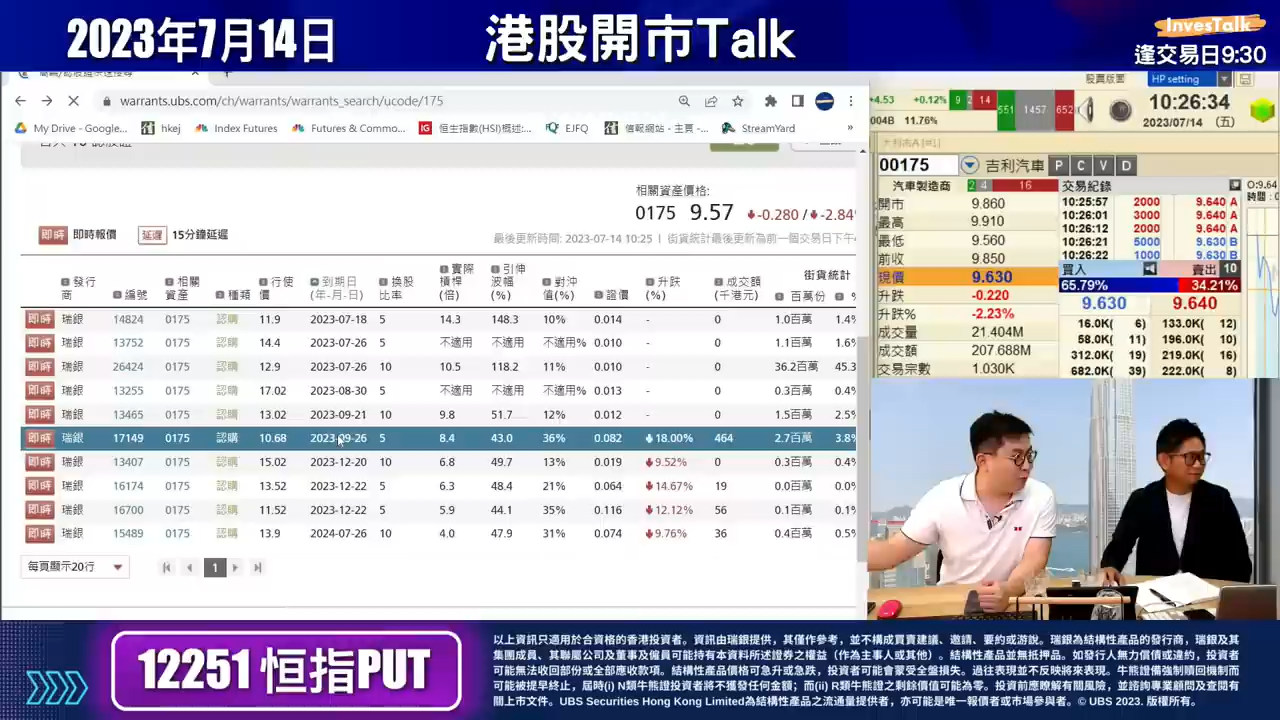 2023年7月14日
港股開市Talk
InvesTalk
逢交易日9:30
warrants.ubs.com/ch/warrants/warrants_search/ucode/175
My Drive - Google...
hkej
Index Futures
Futures & Commo...
恒生指數(HSI)概述:...
EJFQ
信報網站 - 主頁 -...
StreamYard
»
相關資產價格:
0175 9.57 -0.280 / -2.84%
即時 即時報價 延遲 15分鐘延遲
最後更新時間: 2023-07-14 10:25 | 街貨統計最後更新為前一個交易日下午
發行商 編號 相關資產 種類 行使價 到期日(年-月-日) 換股比率 實際槓桿(倍) 引伸波幅(%) 對沖值(%) 證價 升跌(%) 成交額(千港元) 街貨統計 百萬份 %
即時 瑞銀 14824 0175 認購 11.9 2023-07-18 5 14.3 148.3 10% 0.014 - 0 1.0百萬 1.4%
即時 瑞銀 13752 0175 認購 14.4 2023-07-26 5 不適用 不適用 不適用% 0.010 - 0 1.1百萬 1.6%
即時 瑞銀 26424 0175 認購 12.9 2023-07-26 10 10.5 118.2 11% 0.010 - 0 36.2百萬 45.3
即時 瑞銀 13255 0175 認購 17.02 2023-08-30 5 不適用 不適用 不適用% 0.013 - 0 0.3百萬 0.4%
即時 瑞銀 13465 0175 認購 13.02 2023-09-21 10 9.8 51.7 12% 0.012 - 0 1.5百萬 2.5%
即時 瑞銀 17149 0175 認購 10.68 2023-09-26 5 8.4 43.0 36% 0.082 18.00% 464 2.7百萬 3.8%
即時 瑞銀 13407 0175 認購 15.02 2023-12-20 10 6.8 49.7 13% 0.019 9.52% 0 0.3百萬 0.4%
即時 瑞銀 16174 0175 認購 13.52 2023-12-22 5 6.3 48.4 21% 0.064 14.67% 19 0.0百萬 0.0%
即時 瑞銀 16700 0175 認購 11.52 2023-12-22 5 5.9 44.1 35% 0.116 12.12% 56 0.1百萬 0.1%
即時 瑞銀 15489 0175 認購 13.9 2024-07-26 10 4.0 47.9 31% 0.074 9.76% 36 0.4百萬 0.5%
每頁顯示20行 1
股票版面 HP setting
+4.53 +0.12% 9 2 14 551 1457 652
004B 11.76%
10:26:34
2023/07/14 (五)
00175 吉利汽車 P C V D
汽車製造商 2 4 16
開市 9.860
最高 9.910
最低 9.560
前收 9.850
現價 9.630
升跌 -0.220
升跌% -2.23%
成交量 21.404M
成交額 207.688M
交易宗數 1.030K
交易紀錄
10:25:57 2000 9.640 A
10:26:01 3000 9.640 A
10:26:12 2000 9.640 A
10:26:21 5000 9.630 B
10:26:22 1000 9.630 B
買入 賣出 10
65.79% 34.21%
9.630 9.640
16.0K( 6) 133.0K( 12)
58.0K( 11) 196.0K( 10)
312.0K( 19) 219.0K( 16)
682.0K( 39) 222.0K( 8)
O:9.64
時間 : 0
12251 恒指PUT
以上資訊只適用於合資格的香港投資者。資訊由瑞銀提供，其僅作參考，並不構成買賣建議、邀請、要約或游說。瑞銀為結構性產品的發行商，瑞銀及其
集團成員、其聯屬公司及董事及僱員可能持有本資料所述證券之權益（作為主事人或其他）。結構性產品並無抵押品。如發行人無力償債或違約，投資者
可能無法收回部份或全部應收款項。結構性產品價格可急升或急跌，投資者可能會蒙受全盤損失。過往表現並不反映將來表現。牛熊證備強制贖回機制而
可能被提早終止，屆時(i) N類牛熊證投資者將不獲發任何金額；而(ii) R類牛熊證之剩餘價值可能為零。投資前應瞭解有關風險，並諮詢專業顧問及查閱有
關上市文件。UBS Securities Hong Kong Limited為結構性產品之流通量提供者，亦可能是唯一報價者或市場參與者。© UBS 2023. 版權所有。